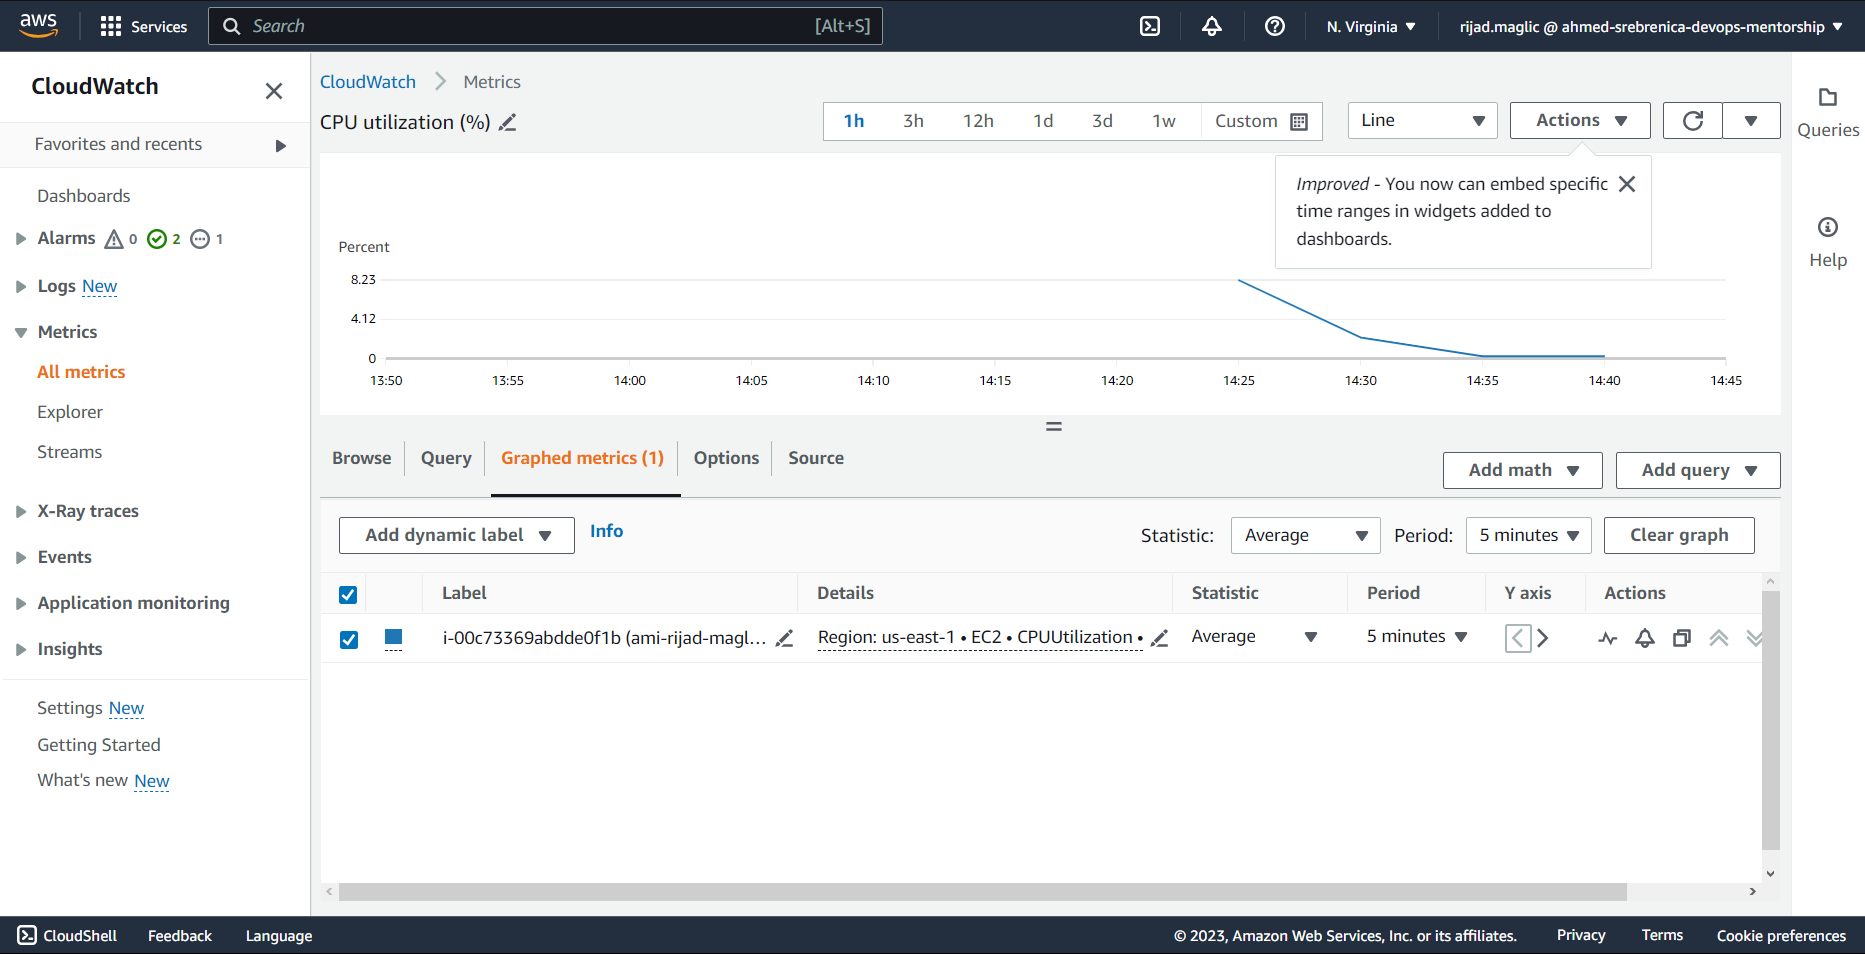 aws
Services
Search
[Alt+S]
N. Virginia
rijad.maglic @ ahmed-srebrenica-devops-mentorship
CloudWatch
Favorites and recents
Dashboards
Alarms 0 2 1
Logs New
Metrics
All metrics
Explorer
Streams
X-Ray traces
Events
Application monitoring
Insights
Settings New
Getting Started
What's new New
CloudWatch Metrics
CPU utilization (%)
1h 3h 12h 1d 3d 1w Custom
Line
Actions
Improved - You now can embed specific
time ranges in widgets added to
dashboards.
Queries
Help
Percent
8.23
4.12
0
13:50 13:55 14:00 14:05 14:10 14:15 14:20 14:25 14:30 14:35 14:40 14:45
Browse Query Graphed metrics (1) Options Source
Add math Add query
Add dynamic label Info
Statistic: Average Period: 5 minutes Clear graph
Label Details Statistic Period Y axis Actions
i-00c73369abdde0f1b (ami-rijad-magl... Region: us-east-1 • EC2 • CPUUtilization • Average 5 minutes
CloudShell Feedback Language
© 2023, Amazon Web Services, Inc. or its affiliates. Privacy Terms Cookie preferences